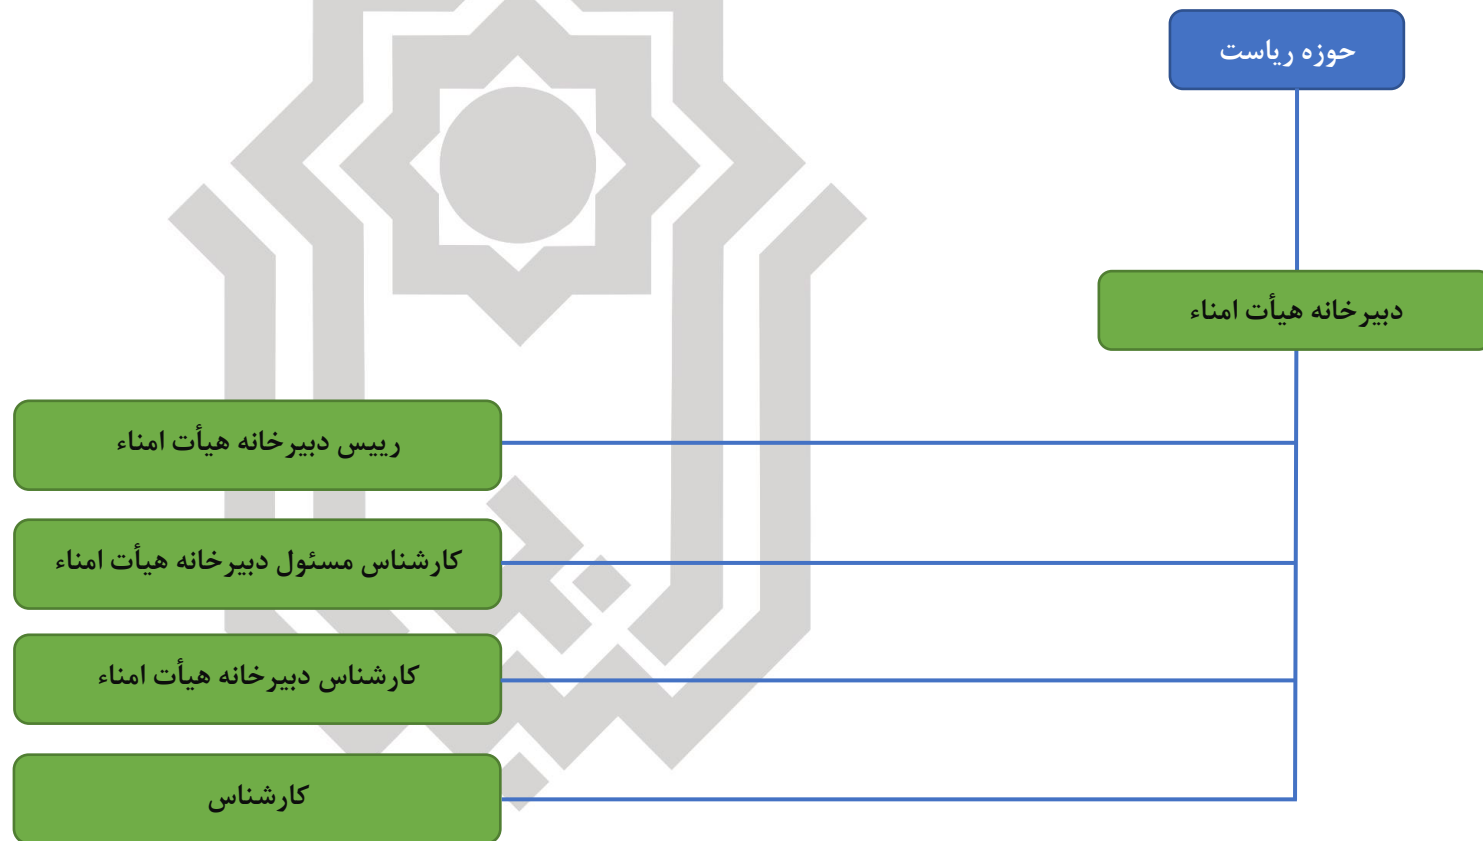 حوزه ریاست
دبیرخانه هیأت امناء
رییس دبیرخانه هیأت امناء
کارشناس مسئول دبیرخانه هیأت امناء
کارشناس دبیرخانه هیأت امناء
کارشناس